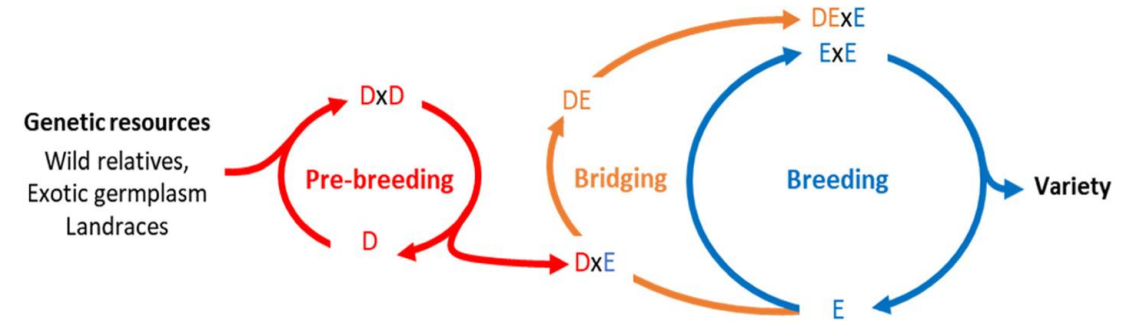 DExE
ExE
DxD
DE
Genetic resources
Wild relatives,
Exotic germplasm
Landraces
Pre-breeding
Bridging
Breeding
Variety
D
DxE
E